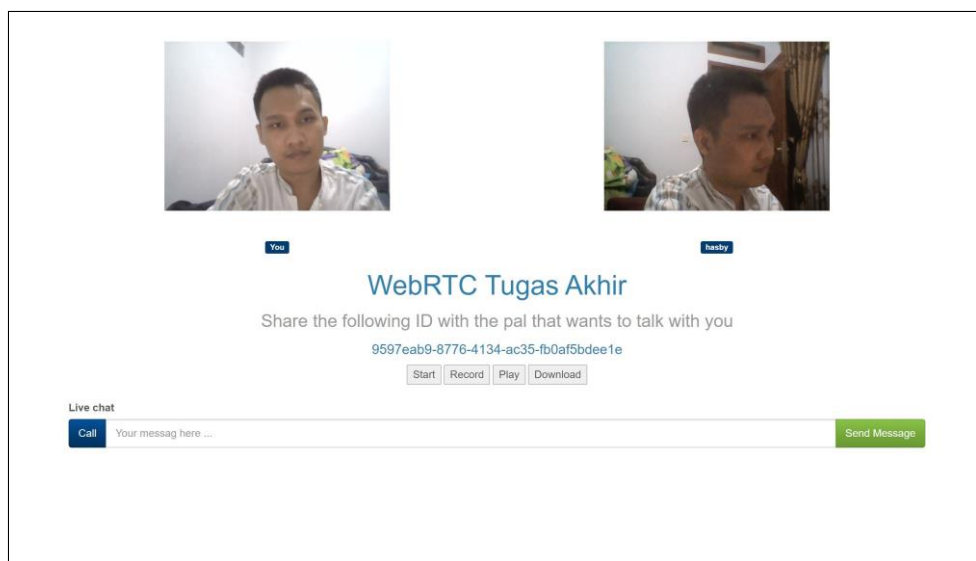 You
hasby
WebRTC Tugas Akhir
Share the following ID with the pal that wants to talk with you
9597eab9-8776-4134-ac35-fb0af5bdee1e
Start Record Play Download
Live chat
Call Your messag here ... Send Message